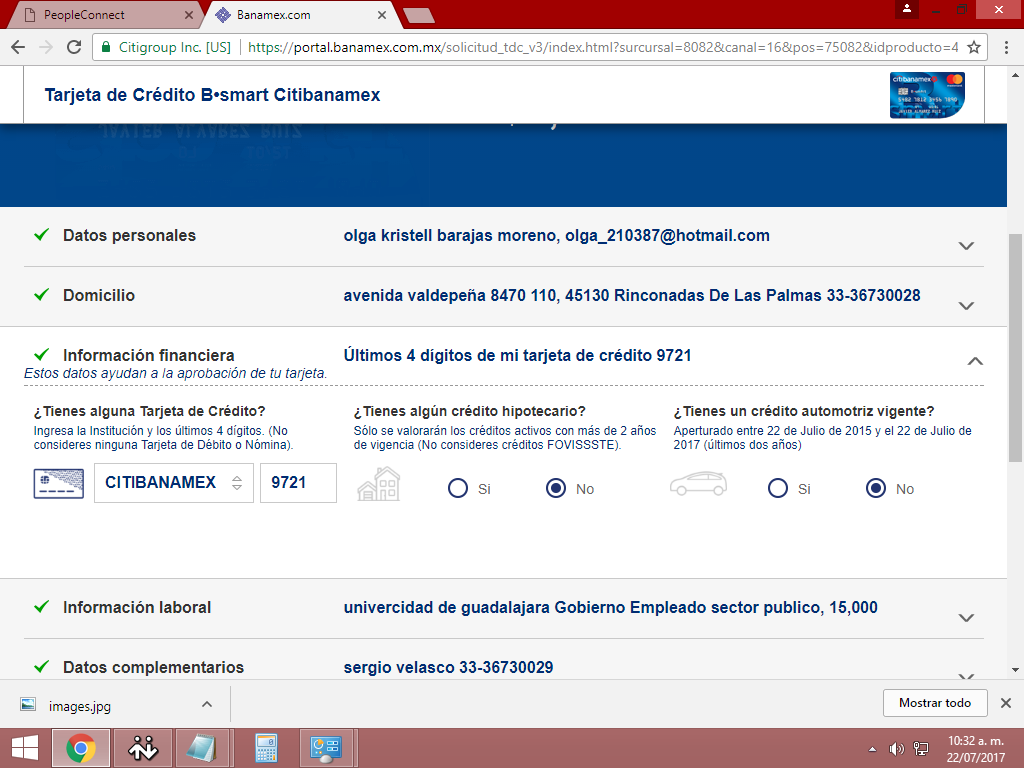 PeopleConnect
Banamex.com
Citigroup Inc. [US]
https://portal.banamex.com.mx/solicitud_tdc_v3/index.html?sursursal=8082&canal=16&pos=75082&idproducto=4
Tarjeta de Crédito B•smart Citibanamex
citibanamex
JAVIER ALVAREZ RUIZ
Datos personales
olga kristell barajas moreno, olga_210387@hotmail.com
Domicilio
avenida valdepeña 8470 110, 45130 Rinconadas De Las Palmas 33-36730028
Información financiera
Últimos 4 dígitos de mi tarjeta de crédito 9721
Estos datos ayudan a la aprobación de tu tarjeta.
¿Tienes alguna Tarjeta de Crédito?
Ingresa la Institución y los últimos 4 dígitos. (No
consideres ninguna Tarjeta de Débito o Nómina).
CITIBANAMEX
9721
¿Tienes algún crédito hipotecario?
Sólo se valorarán los créditos activos con más de 2 años
de vigencia (No consideres créditos FOVISSSTE).
Si
No
¿Tienes un crédito automotriz vigente?
Aperturado entre 22 de Julio de 2015 y el 22 de Julio de
2017 (últimos dos años)
Si
No
Información laboral
univercidad de guadalajara Gobierno Empleado sector publico, 15,000
Datos complementarios
sergio velasco 33-36730029
images.jpg
Mostrar todo
10:32 a. m.
22/07/2017